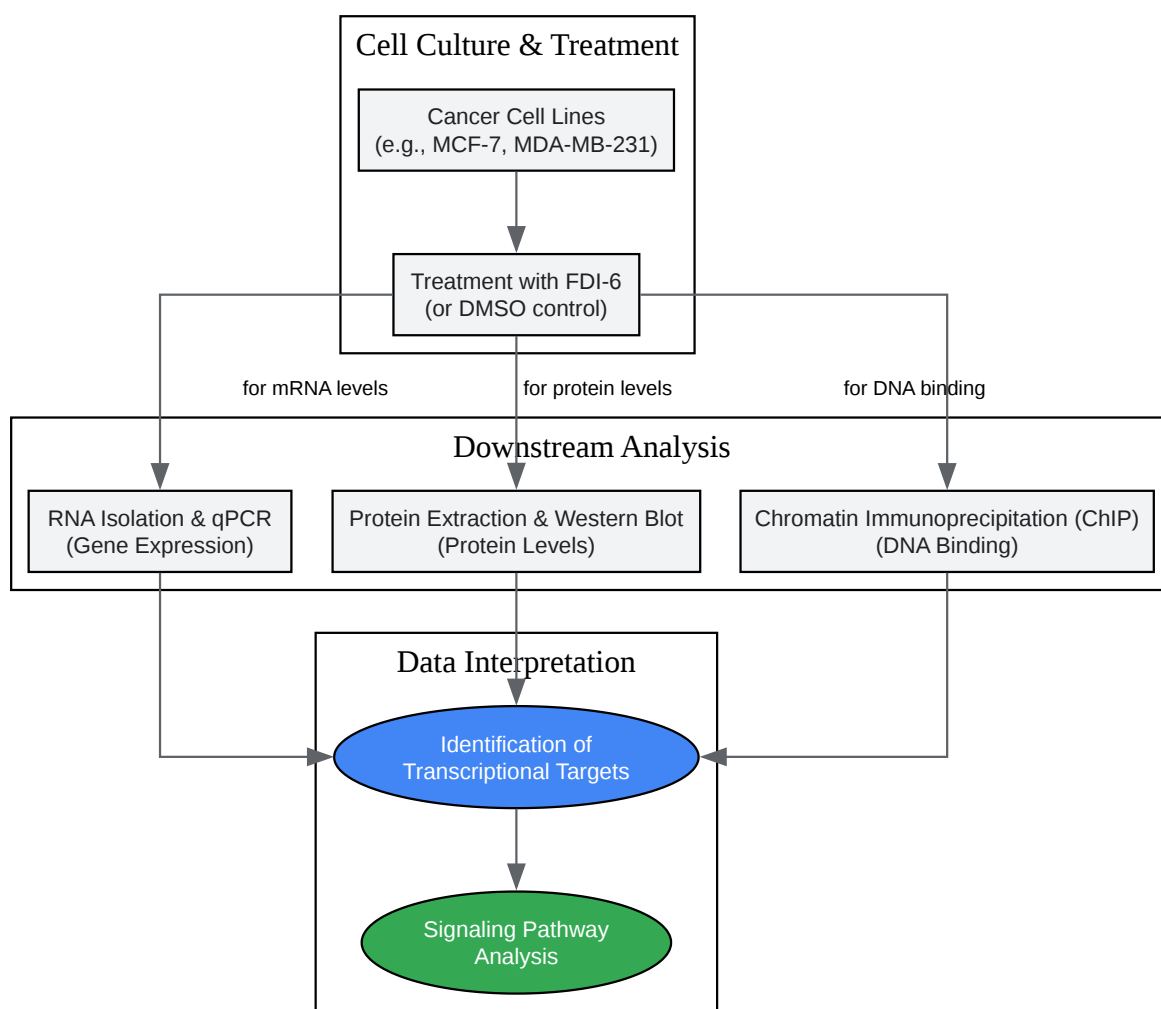 Cell Culture & Treatment
Cancer Cell Lines
(e.g., MCF-7, MDA-MB-231)
Treatment with FDI-6
(or DMSO control)
for mRNA levels
for protein levels
for DNA binding
Downstream Analysis
RNA Isolation & qPCR
(Gene Expression)
Protein Extraction & Western Blot
(Protein Levels)
Chromatin Immunoprecipitation (ChIP)
(DNA Binding)
Data Interpretation
Identification of
Transcriptional Targets
Signaling Pathway
Analysis